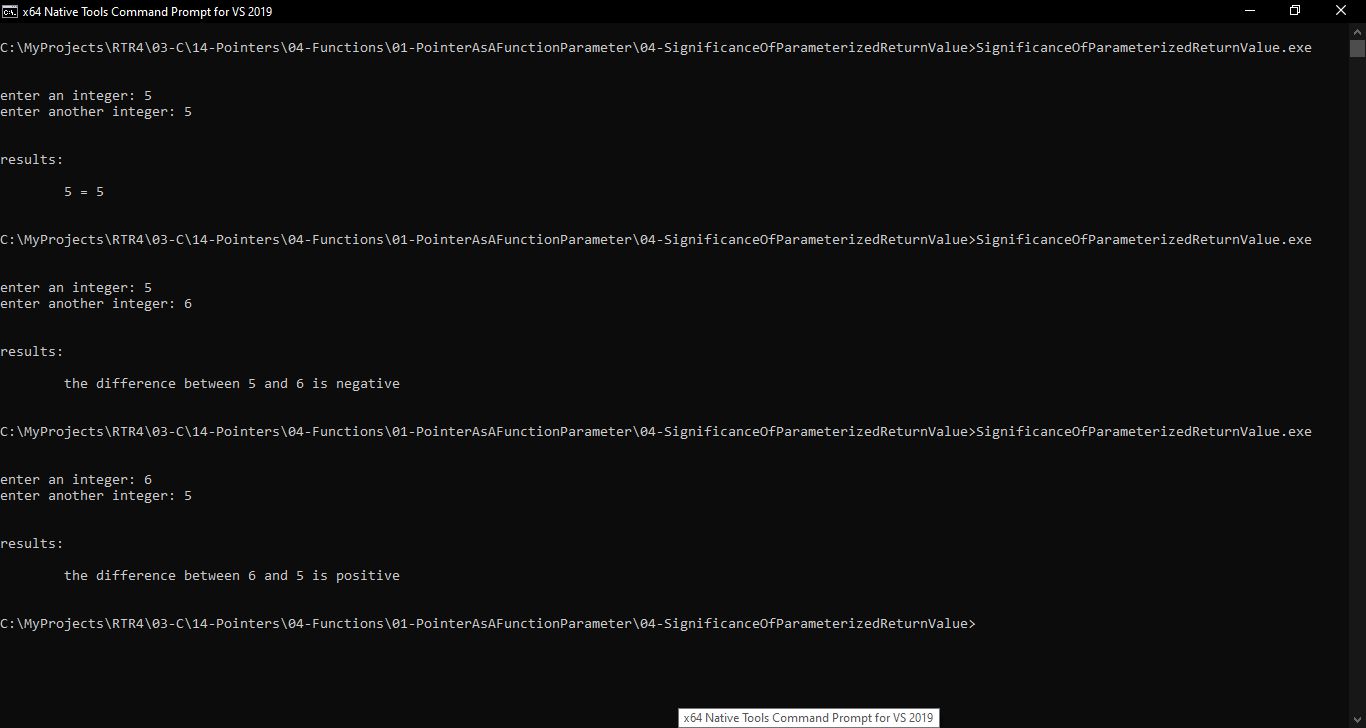 x64 Native Tools Command Prompt for VS 2019
C:\MyProjects\RTR4\03-C\14-Pointers\04-Functions\01-PointerAsAFunctionParameter\04-SignificanceOfParameterizedReturnValue>SignificanceOfParameterizedReturnValue.exe
enter an integer: 5
enter another integer: 5
results:
5 = 5
C:\MyProjects\RTR4\03-C\14-Pointers\04-Functions\01-PointerAsAFunctionParameter\04-SignificanceOfParameterizedReturnValue>SignificanceOfParameterizedReturnValue.exe
enter an integer: 5
enter another integer: 6
results:
the difference between 5 and 6 is negative
C:\MyProjects\RTR4\03-C\14-Pointers\04-Functions\01-PointerAsAFunctionParameter\04-SignificanceOfParameterizedReturnValue>SignificanceOfParameterizedReturnValue.exe
enter an integer: 6
enter another integer: 5
results:
the difference between 6 and 5 is positive
C:\MyProjects\RTR4\03-C\14-Pointers\04-Functions\01-PointerAsAFunctionParameter\04-SignificanceOfParameterizedReturnValue>
x64 Native Tools Command Prompt for VS 2019